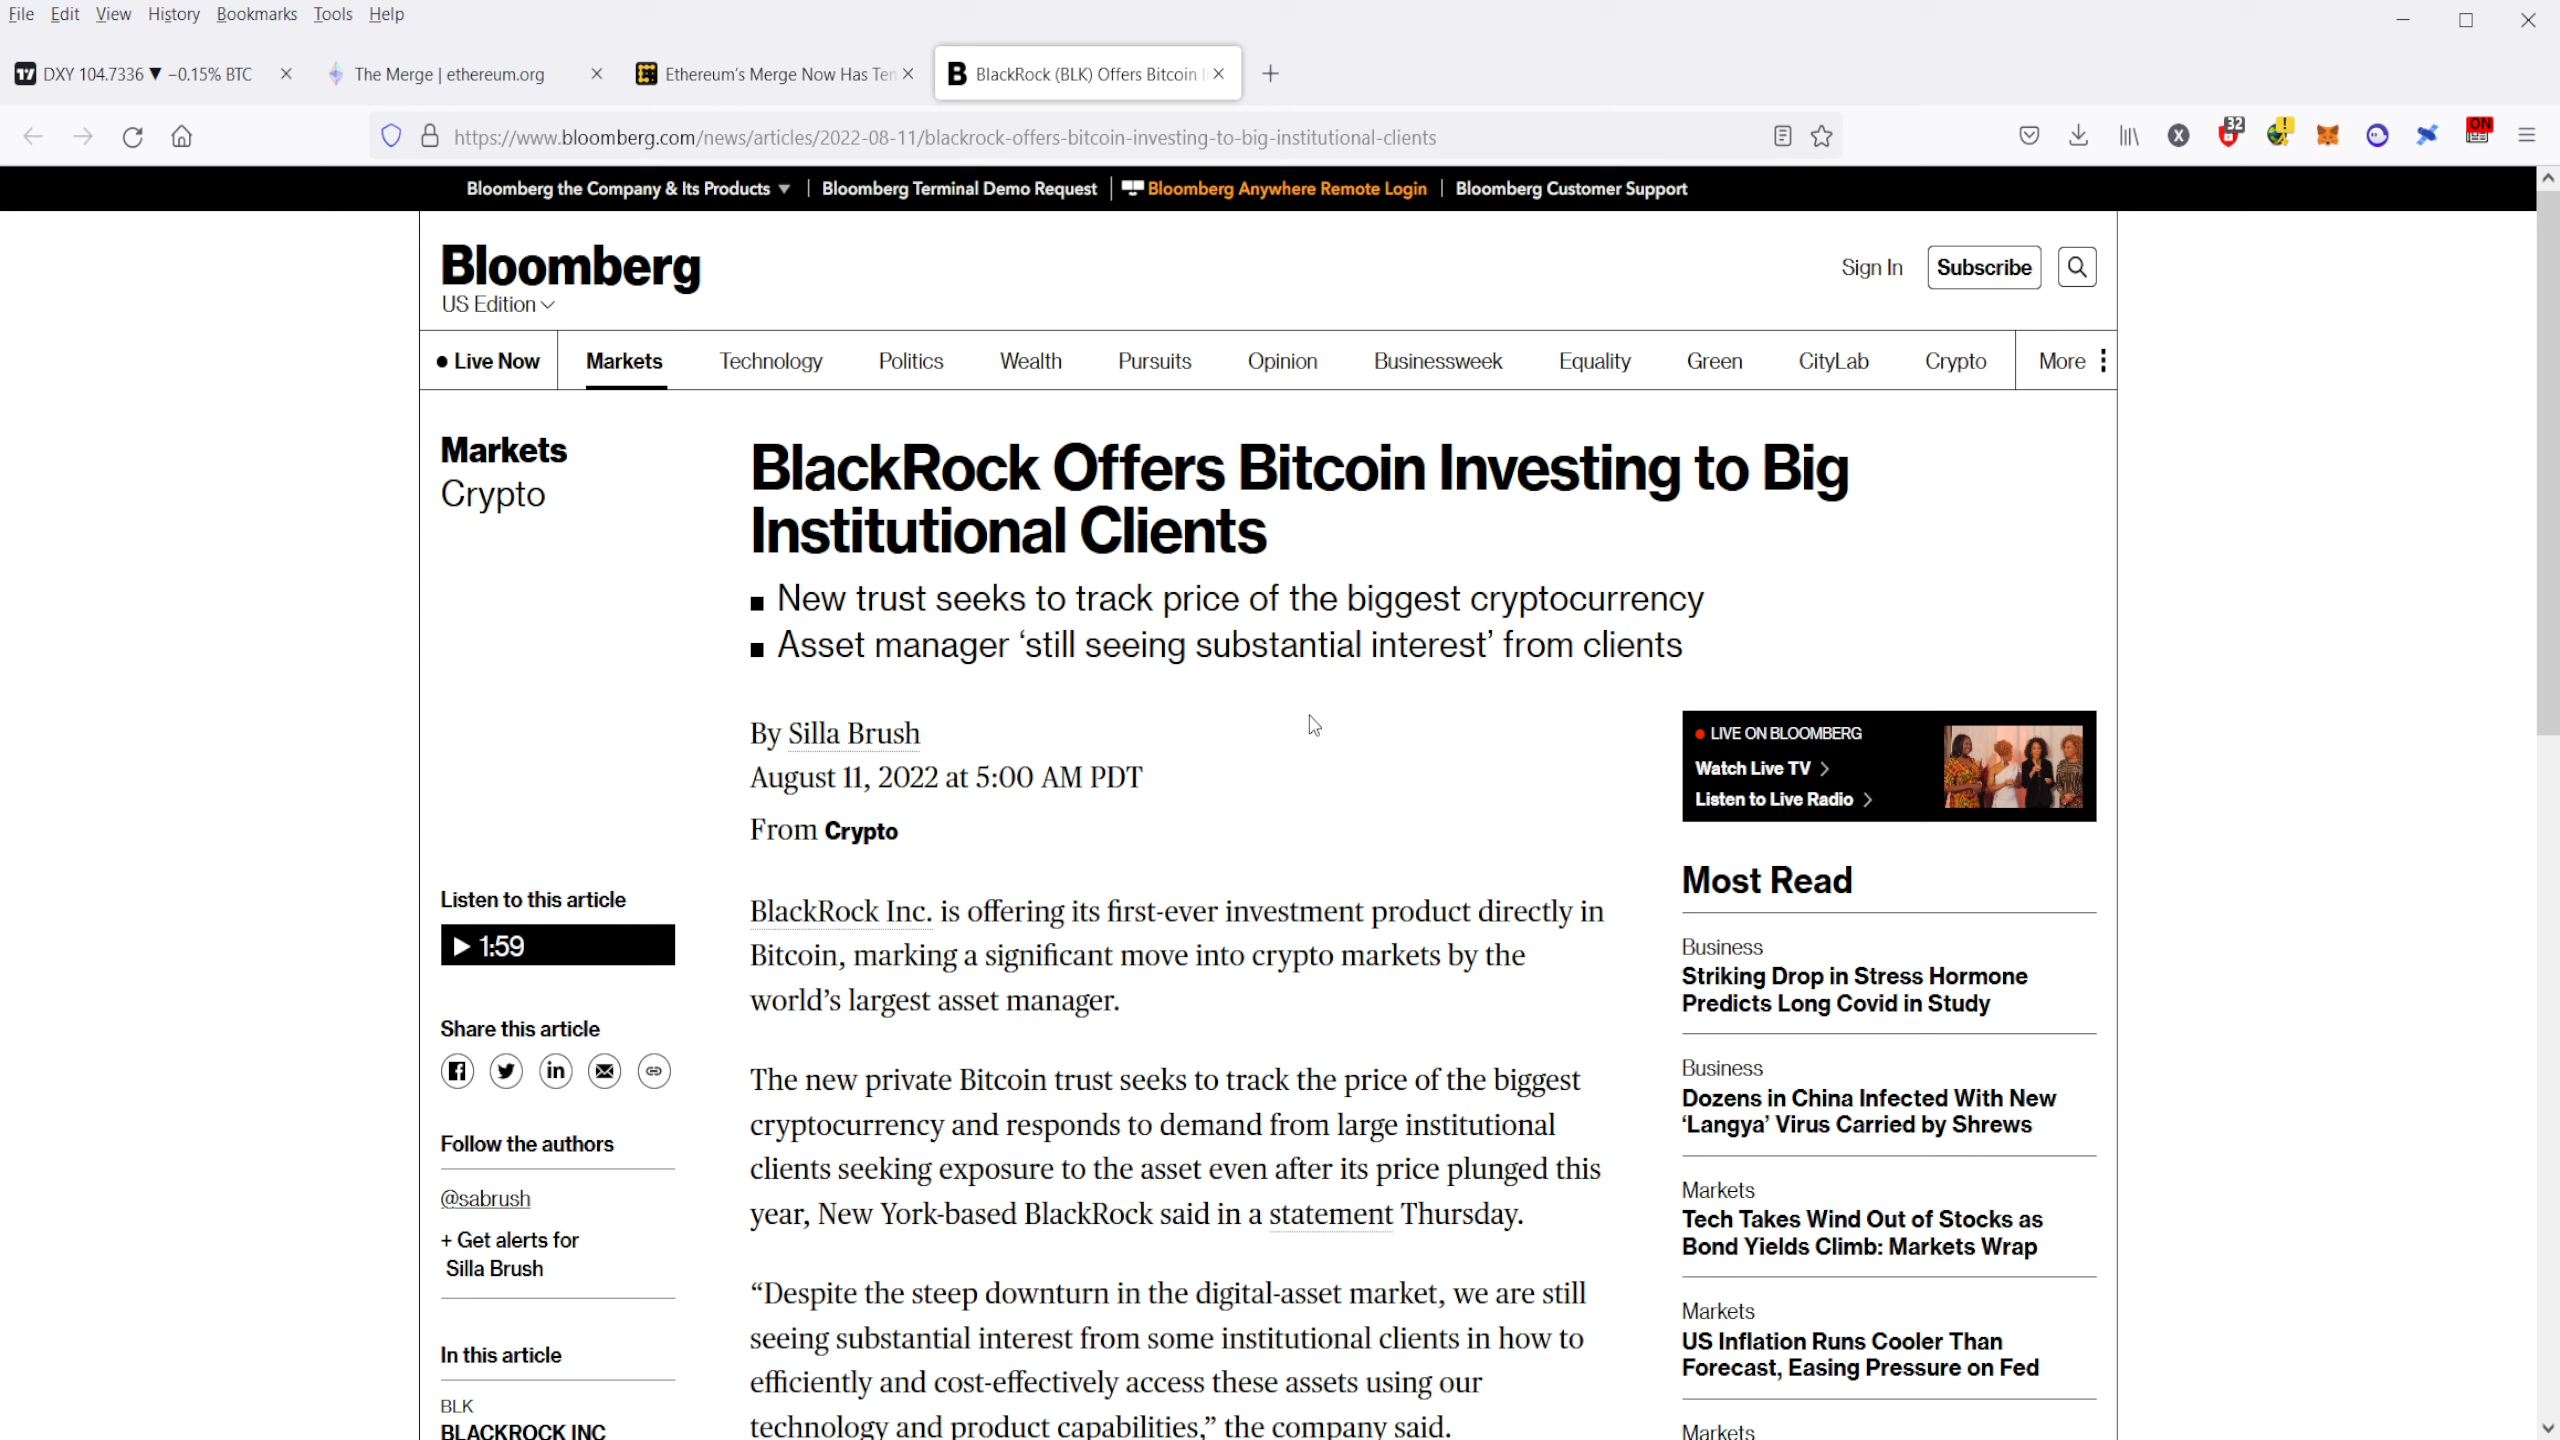 File Edit View History Bookmarks Tools Help
DXY 104.7336 ▼ −0.15% BTC
The Merge | ethereum.org
Ethereum's Merge Now Has Ten
BlackRock (BLK) Offers Bitcoin I
https://www.bloomberg.com/news/articles/2022-08-11/blackrock-offers-bitcoin-investing-to-big-institutional-clients
32
ON
Bloomberg the Company & Its Products ▼ Bloomberg Terminal Demo Request Bloomberg Anywhere Remote Login Bloomberg Customer Support
Bloomberg
US Edition
Sign In Subscribe
Live Now Markets Technology Politics Wealth Pursuits Opinion Businessweek Equality Green CityLab Crypto More
Markets
Crypto
BlackRock Offers Bitcoin Investing to Big
Institutional Clients
■ New trust seeks to track price of the biggest cryptocurrency
■ Asset manager ‘still seeing substantial interest’ from clients
By Silla Brush
August 11, 2022 at 5:00 AM PDT
From Crypto
Listen to this article
1:59
Share this article
Follow the authors
@sabrush
+ Get alerts for
Silla Brush
In this article
BLK
BLACKROCK INC
BlackRock Inc. is offering its first-ever investment product directly in
Bitcoin, marking a significant move into crypto markets by the
world’s largest asset manager.
The new private Bitcoin trust seeks to track the price of the biggest
cryptocurrency and responds to demand from large institutional
clients seeking exposure to the asset even after its price plunged this
year, New York-based BlackRock said in a statement Thursday.
“Despite the steep downturn in the digital-asset market, we are still
seeing substantial interest from some institutional clients in how to
efficiently and cost-effectively access these assets using our
technology and product capabilities,” the company said.
LIVE ON BLOOMBERG
Watch Live TV
Listen to Live Radio
Most Read
Business
Striking Drop in Stress Hormone
Predicts Long Covid in Study
Business
Dozens in China Infected With New
‘Langya’ Virus Carried by Shrews
Markets
Tech Takes Wind Out of Stocks as
Bond Yields Climb: Markets Wrap
Markets
US Inflation Runs Cooler Than
Forecast, Easing Pressure on Fed
Markets